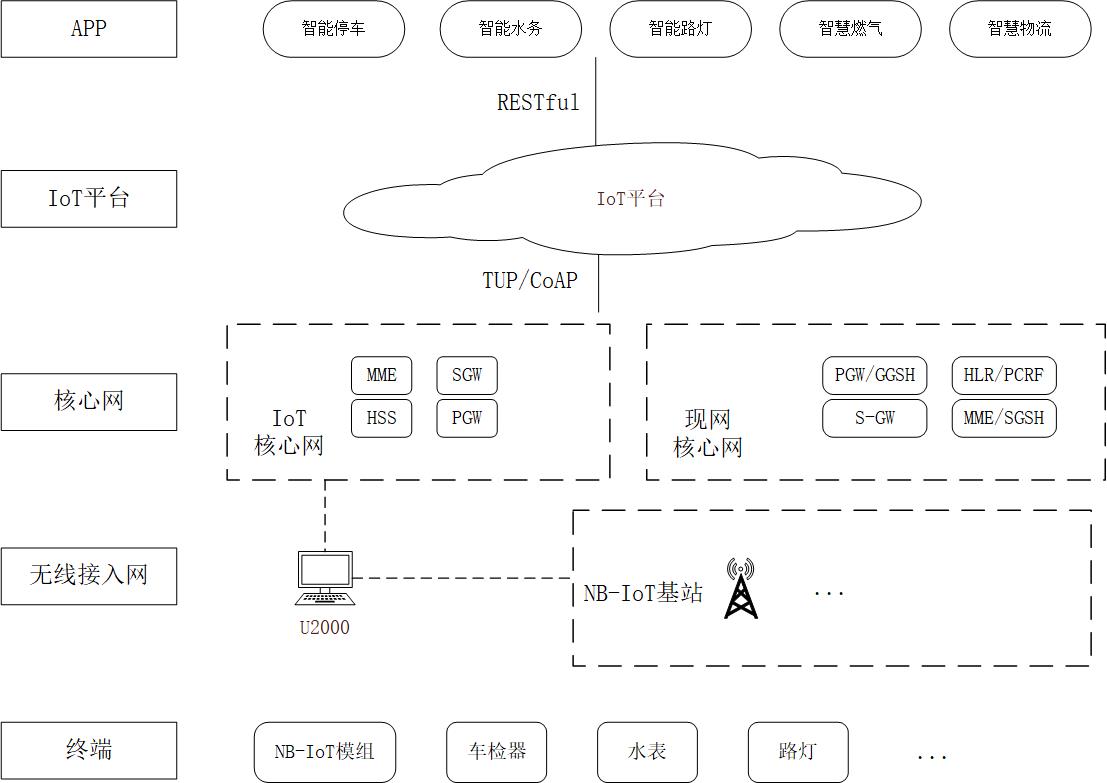 APP
智能停车
智能水务
智能路灯
智慧燃气
智慧物流
RESTful
IoT平台
IoT平台
TUP/CoAP
核心网
IoT
核心网
MME
SGW
HSS
PGW
现网
核心网
PGW/GGSH
HLR/PCRF
S-GW
MME/SGSH
无线接入网
U2000
NB-IoT基站
...
终端
NB-IoT模组
车检器
水表
路灯
...